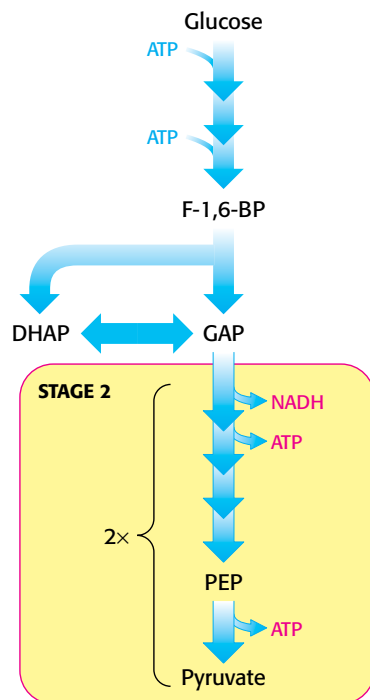 Glucose
ATP
ATP
F-1,6-BP
DHAP
GAP
STAGE 2
NADH
ATP
2×
PEP
ATP
Pyruvate